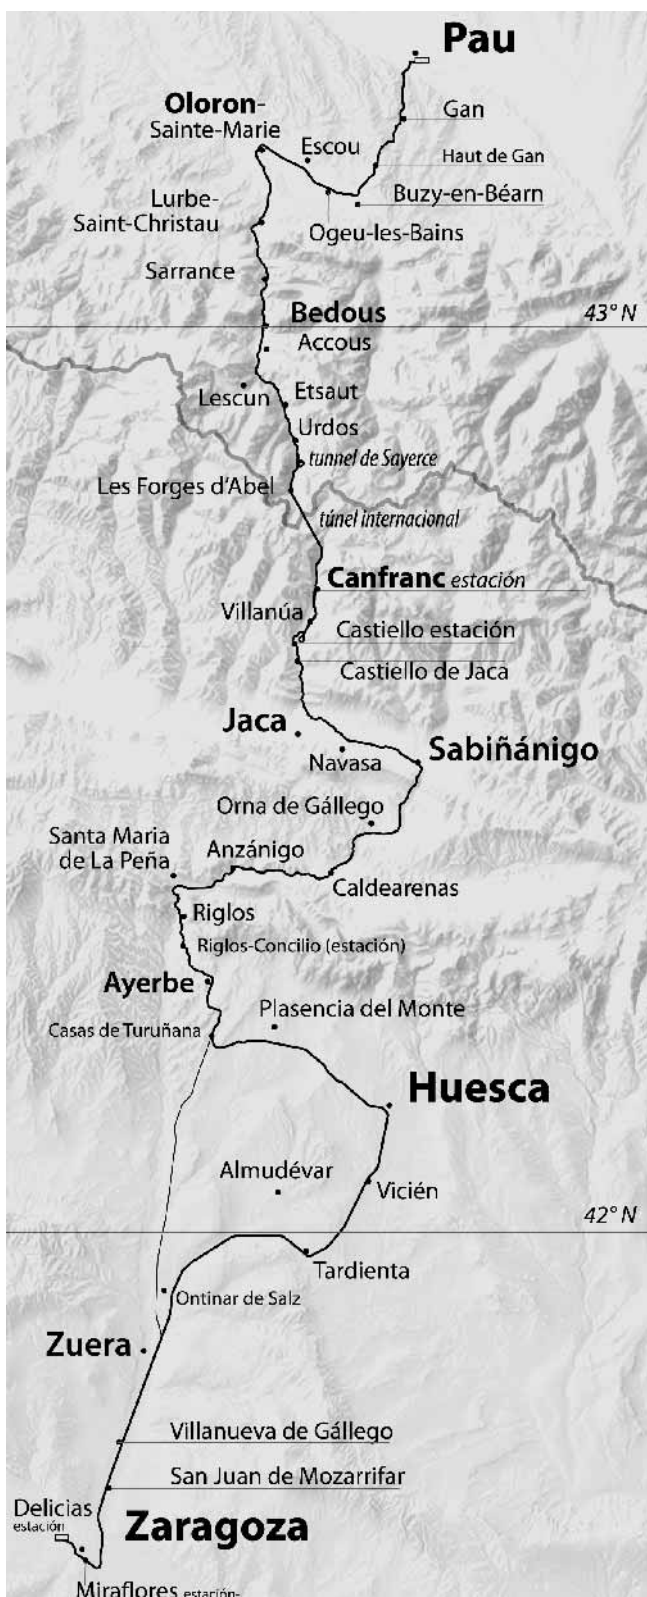 Pau
Oloron-
Sainte-Marie
Gan
Escou
Haut de Gan
Lurbe-
Saint-Christau
Buzy-en-Béarn
Ogeu-les-Bains
Sarrance
Bedous
43° N
Accous
Lescun
Etsaut
Urdos
tunnel de Sayerce
Les Forges d'Abel
túnel internacional
Canfranc estación
Villanúa
Castiello estación
Castiello de Jaca
Jaca
Navasa
Sabiñánigo
Orna de Gállego
Santa Maria
de La Peña
Anzánigo
Caldearenas
Riglos
Riglos-Concilio (estación)
Ayerbe
Plasencia del Monte
Casas de Turuñana
Huesca
Almudévar
Vicién
42° N
Tardienta
Ontinar de Salz
Zuera
Villanueva de Gállego
San Juan de Mozarrifar
Delicias
estación
Zaragoza
Miraflores estación-